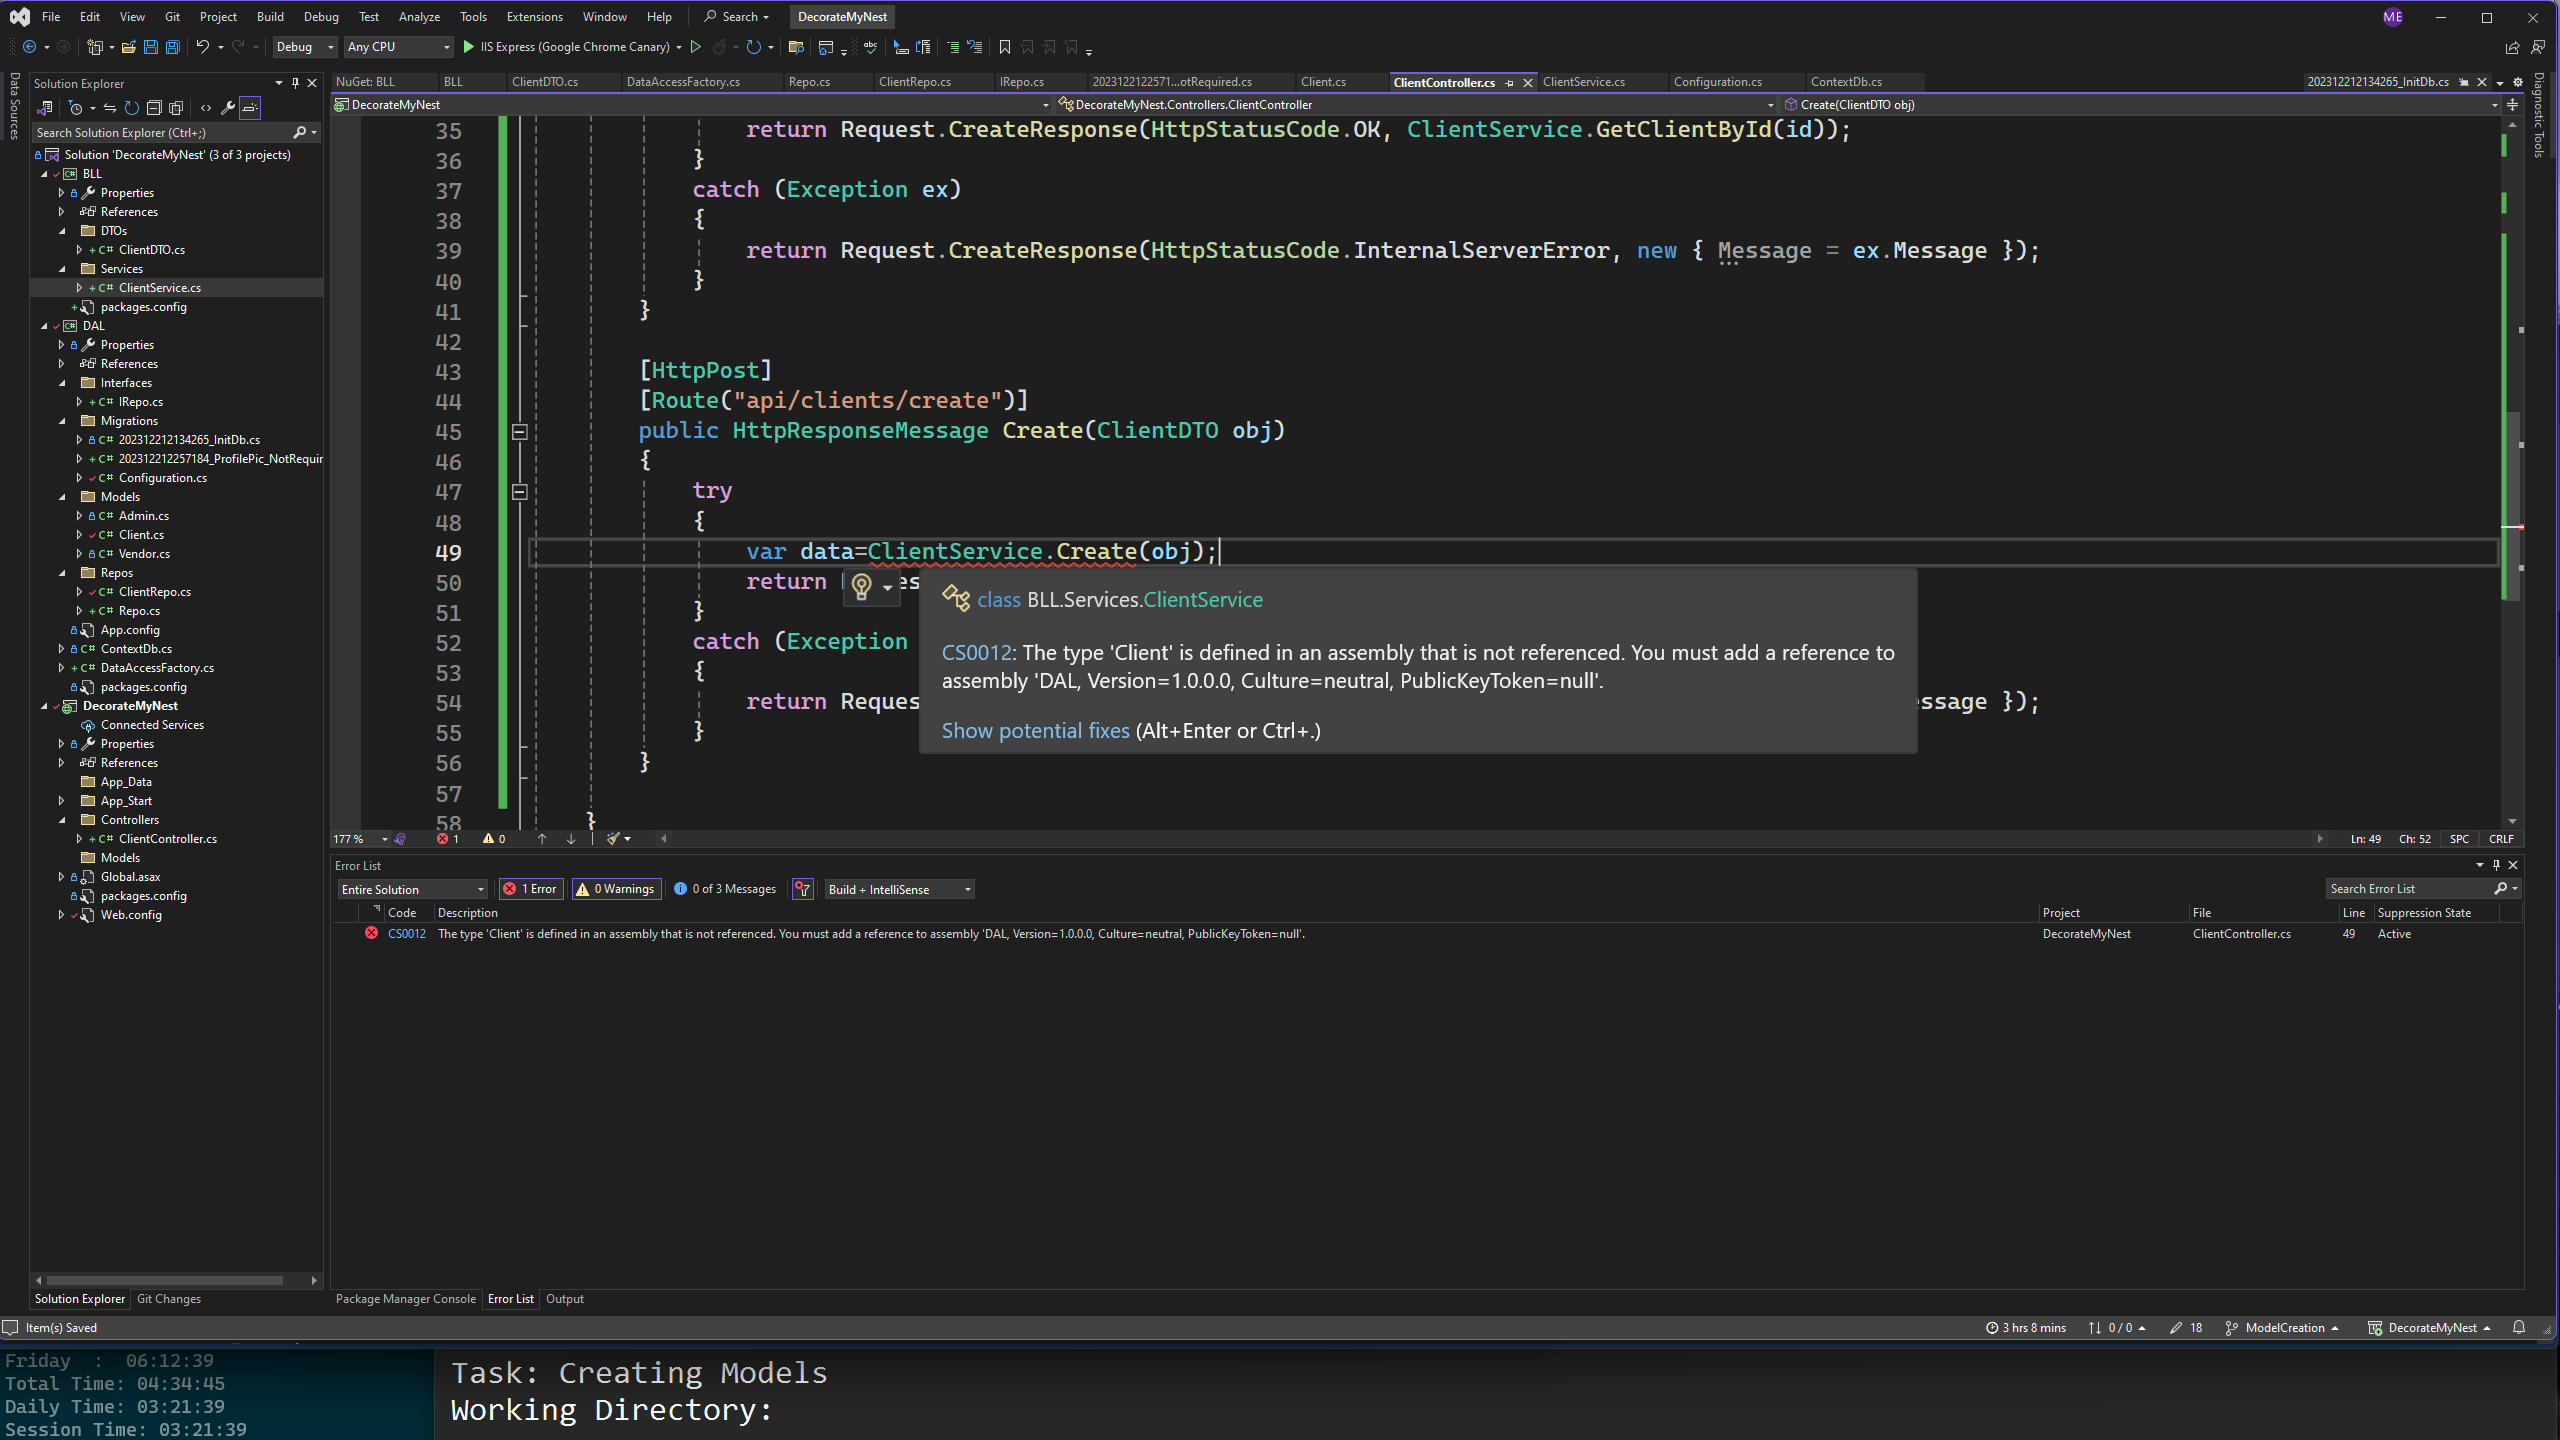 File Edit View Git Project Build Debug Test Analyze Tools Extensions Window Help Search DecorateMyNest ME
Debug Any CPU IIS Express (Google Chrome Canary)
Data Sources
Solution Explorer
Search Solution Explorer (Ctrl+;)
Solution 'DecorateMyNest' (3 of 3 projects)
BLL
Properties
References
DTOs
ClientDTO.cs
Services
ClientService.cs
packages.config
DAL
Properties
References
Interfaces
IRepo.cs
Migrations
202312212134265_InitDb.cs
202312212257184_ProfilePic_NotRequir
Configuration.cs
Models
Admin.cs
Client.cs
Vendor.cs
Repos
ClientRepo.cs
Repo.cs
App.config
ContextDb.cs
DataAccessFactory.cs
packages.config
DecorateMyNest
Connected Services
Properties
References
App_Data
App_Start
Controllers
ClientController.cs
Models
Global.asax
packages.config
Web.config
Solution Explorer Git Changes
NuGet: BLL BLL ClientDTO.cs DataAccessFactory.cs Repo.cs ClientRepo.cs IRepo.cs 2023122122571...otRequired.cs Client.cs ClientController.cs ClientService.cs Configuration.cs ContextDb.cs 202312212134265_InitDb.cs
DecorateMyNest DecorateMyNest.Controllers.ClientController Create(ClientDTO obj)
Diagnostic Tools
35 return Request.CreateResponse(HttpStatusCode.OK, ClientService.GetClientById(id));
36 }
37 catch (Exception ex)
38 {
39 return Request.CreateResponse(HttpStatusCode.InternalServerError, new { Message = ex.Message });
40 }
41 }
42
43 [HttpPost]
44 [Route("api/clients/create")]
45 public HttpResponseMessage Create(ClientDTO obj)
46 {
47 try
48 {
49 var data=ClientService.Create(obj);
50 return es
51 }
52 catch (Exception
53 {
54 return Reques ssage });
55 }
56 }
57
58 }
class BLL.Services.ClientService
CS0012: The type 'Client' is defined in an assembly that is not referenced. You must add a reference to
assembly 'DAL, Version=1.0.0.0, Culture=neutral, PublicKeyToken=null'.
Show potential fixes (Alt+Enter or Ctrl+.)
177 % 1 0 Ln: 49 Ch: 52 SPC CRLF
Error List
Entire Solution 1 Error 0 Warnings 0 of 3 Messages Build + IntelliSense Search Error List
Code Description Project File Line Suppression State
CS0012 The type 'Client' is defined in an assembly that is not referenced. You must add a reference to assembly 'DAL, Version=1.0.0.0, Culture=neutral, PublicKeyToken=null'. DecorateMyNest ClientController.cs 49 Active
Package Manager Console Error List Output
Item(s) Saved 3 hrs 8 mins 0 / 0 18 ModelCreation DecorateMyNest
Friday : 06:12:39
Total Time: 04:34:45
Daily Time: 03:21:39
Session Time: 03:21:39
Task: Creating Models
Working Directory: